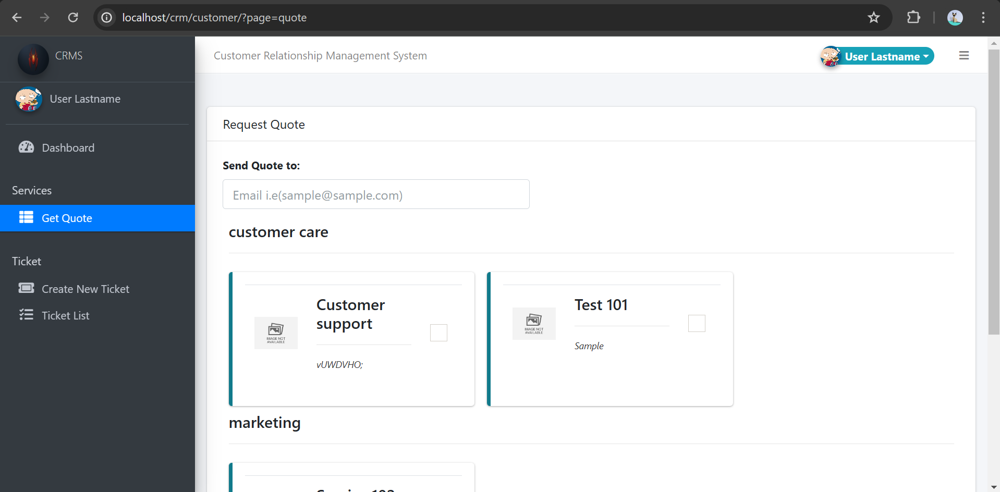 localhost/crm/customer/?page=quote
CRMS
Customer Relationship Management System
User Lastname
User Lastname
Dashboard
Services
Get Quote
Ticket
Create New Ticket
Ticket List
Request Quote
Send Quote to:
Email i.e(sample@sample.com)
customer care
Customer
support
IMAGE NOT
AVAILABLE
vUWDVHO;
Test 101
IMAGE NOT
AVAILABLE
Sample
marketing